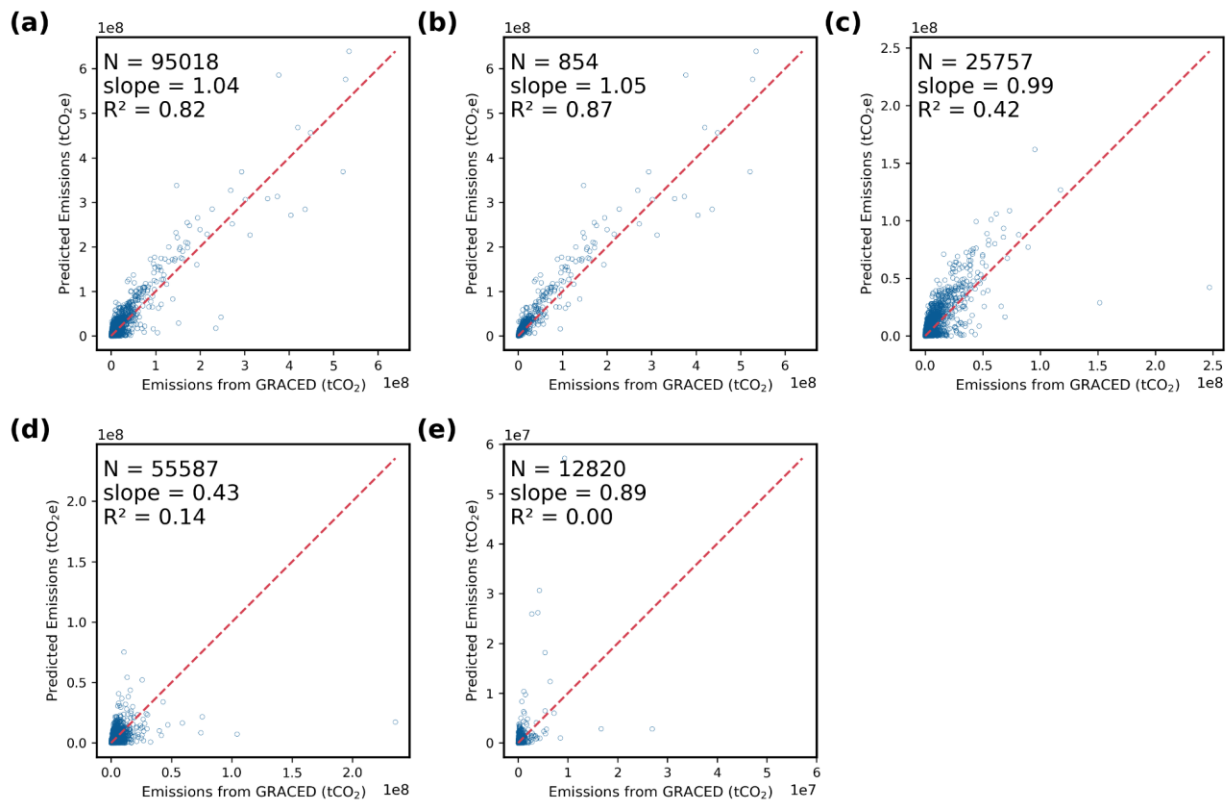 (a)
1e8
N = 95018
slope = 1.04
R² = 0.82
Predicted Emissions (tCO₂e)
6
5
4
3
2
1
0
0 1 2 3 4 5 6
Emissions from GRACED (tCO₂) 1e8
(b)
1e8
N = 854
slope = 1.05
R² = 0.87
Predicted Emissions (tCO₂e)
6
5
4
3
2
1
0
0 1 2 3 4 5 6
Emissions from GRACED (tCO₂) 1e8
(c)
1e8
N = 25757
slope = 0.99
R² = 0.42
Predicted Emissions (tCO₂e)
2.5
2.0
1.5
1.0
0.5
0.0
0.0 0.5 1.0 1.5 2.0 2.5
Emissions from GRACED (tCO₂) 1e8
(d)
1e8
N = 55587
slope = 0.43
R² = 0.14
Predicted Emissions (tCO₂e)
2.0
1.5
1.0
0.5
0.0
0.0 0.5 1.0 1.5 2.0
Emissions from GRACED (tCO₂) 1e8
(e)
1e7
N = 12820
slope = 0.89
R² = 0.00
Predicted Emissions (tCO₂e)
6
5
4
3
2
1
0
0 1 2 3 4 5 6
Emissions from GRACED (tCO₂) 1e7